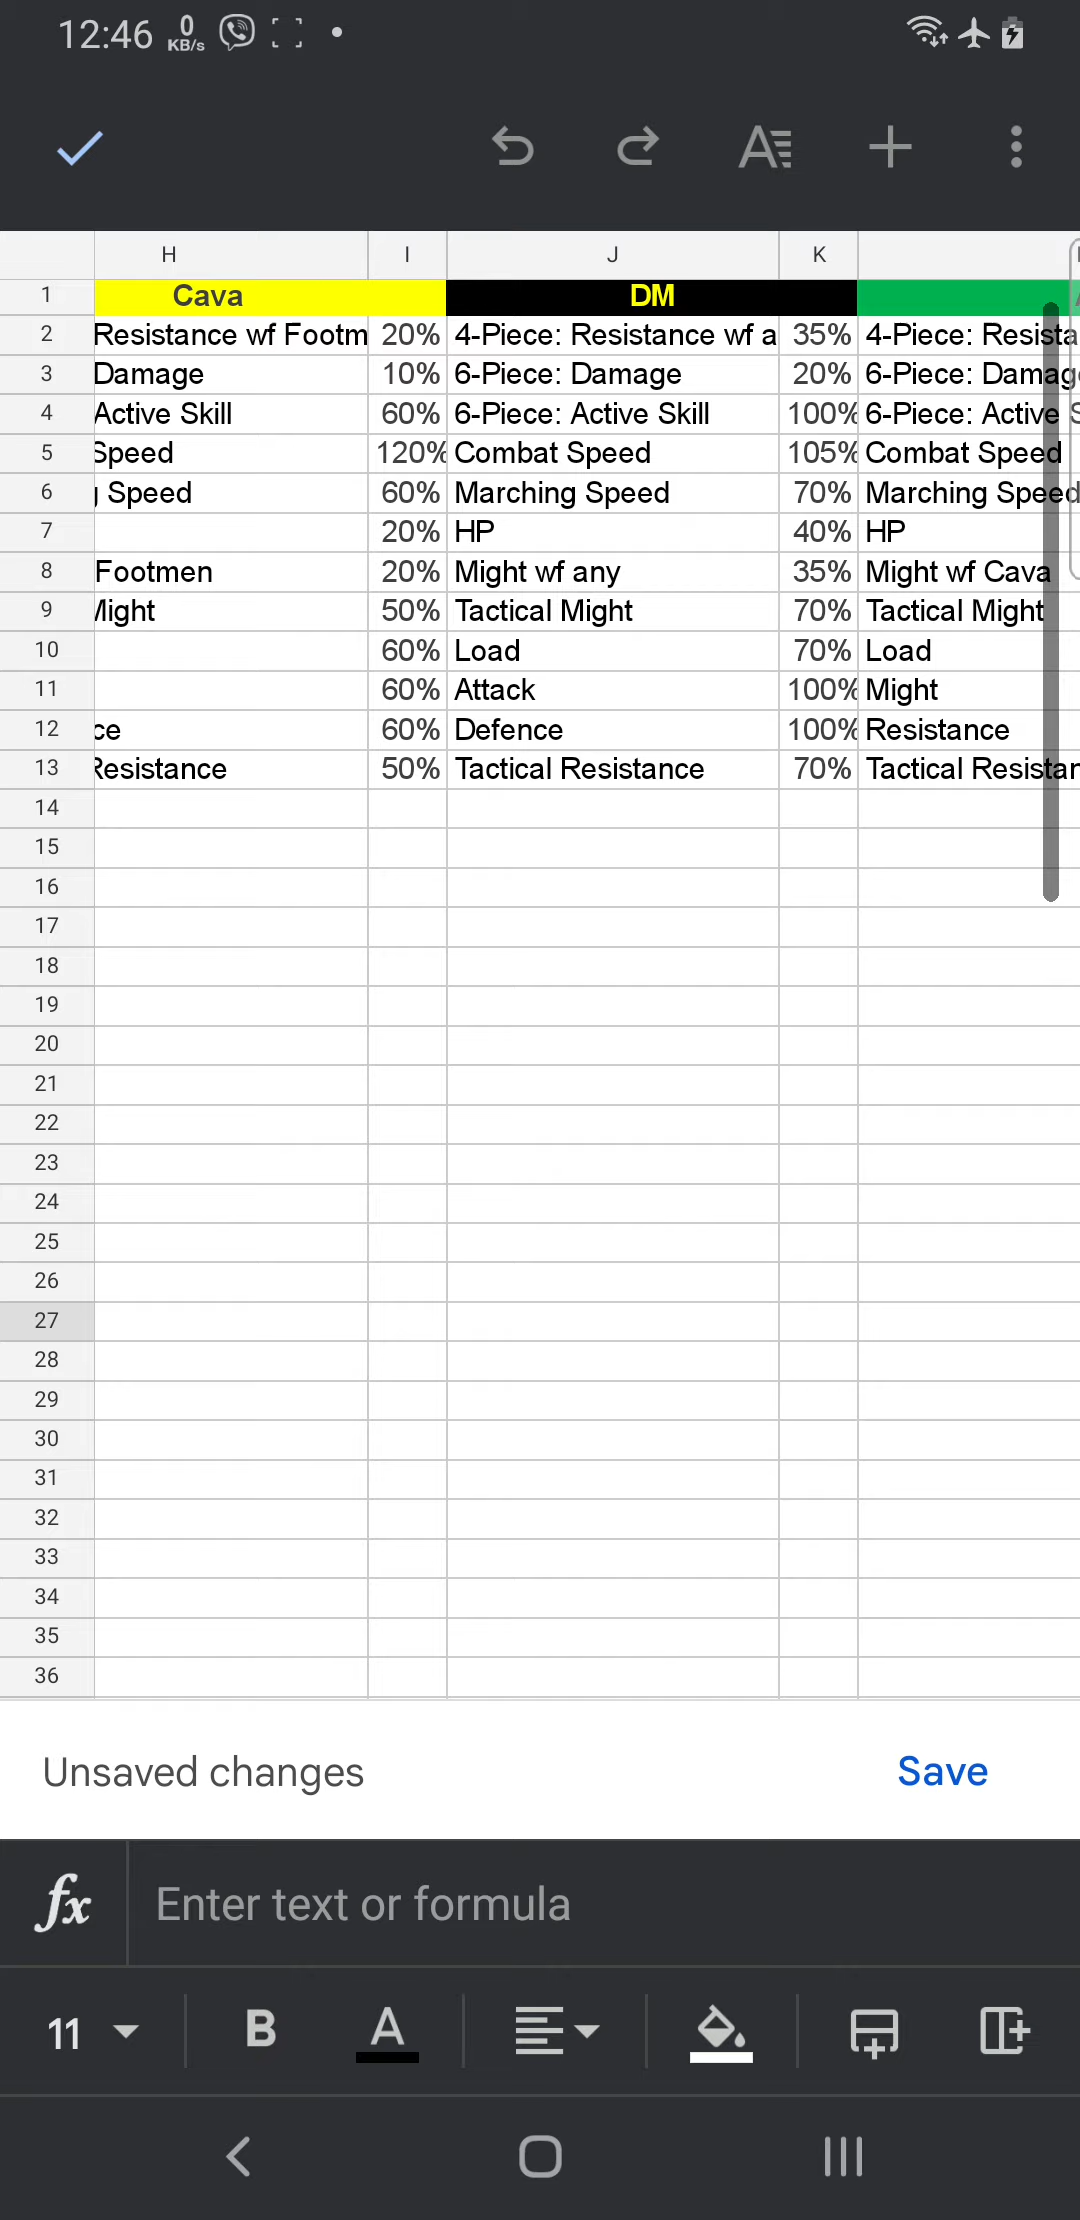 12:46 0 KB/s
H I J K
1 Cava DM
2 Resistance wf Footm 20% 4-Piece: Resistance wf a 35% 4-Piece: Resista
3 Damage 10% 6-Piece: Damage 20% 6-Piece: Damag
4 Active Skill 60% 6-Piece: Active Skill 100% 6-Piece: Active S
5 Speed 120% Combat Speed 105% Combat Speed
6 Speed 60% Marching Speed 70% Marching Speed
7 20% HP 40% HP
8 Footmen 20% Might wf any 35% Might wf Cava
9 Might 50% Tactical Might 70% Tactical Might
10 60% Load 70% Load
11 60% Attack 100% Might
12 ce 60% Defence 100% Resistance
13 Resistance 50% Tactical Resistance 70% Tactical Resistan
14
15
16
17
18
19
20
21
22
23
24
25
26
27
28
29
30
31
32
33
34
35
36
Unsaved changes Save
fx Enter text or formula
11 B A